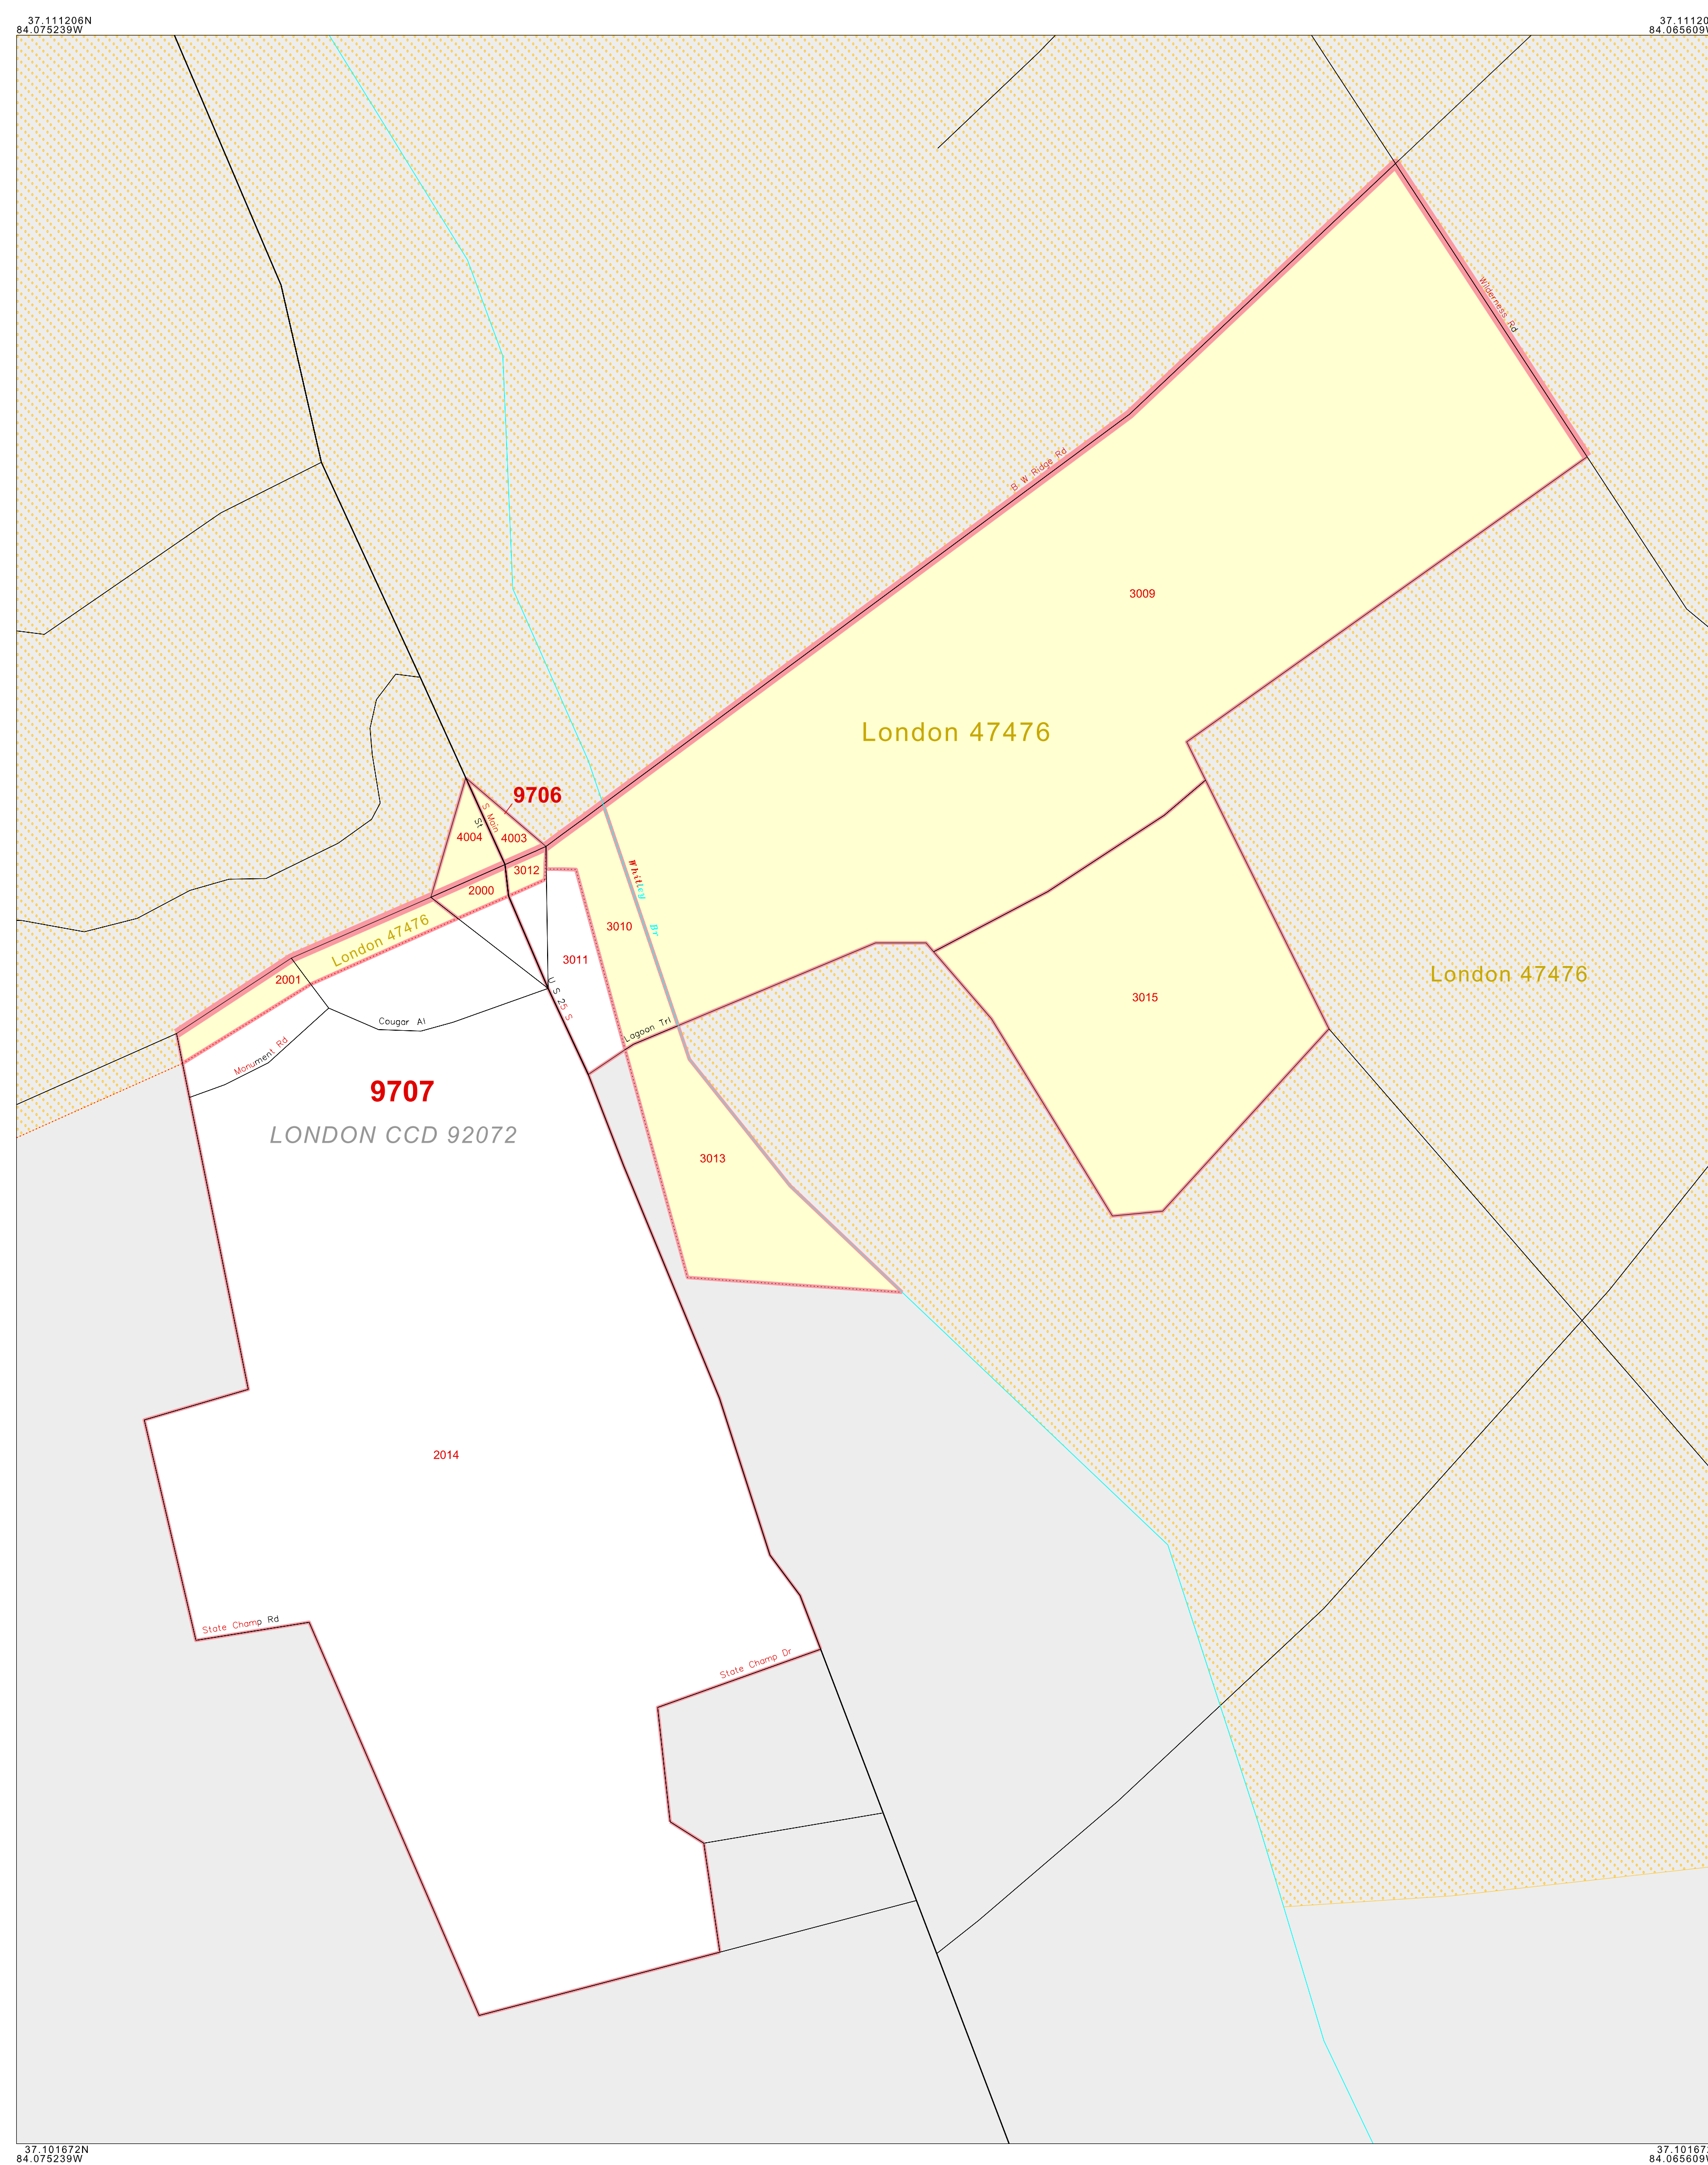 37.111206N
84.075239W
37.11120
84.065609W
Wilderness Rd
B W Ridge Rd
3009
London 47476
9706
S Main St
4004
4003
3012
2000
Whitley Br
London 47476
3010
3011
London 47476
2001
U S 25 S
3015
Cougar Al
Lagoon Trl
Monument Rd
9707
LONDON CCD 92072
3013
2014
State Champ Rd
State Champ Dr
37.101672N
84.075239W
37.10167
84.065609W